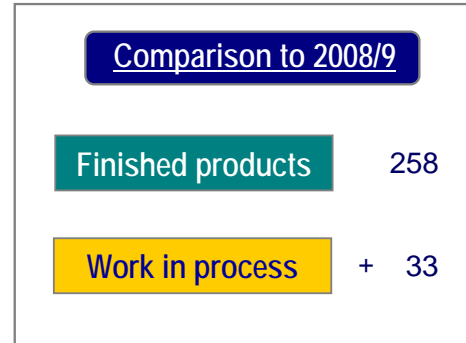 Comparison to 2008/9
Finished products 258
Work in process + 33